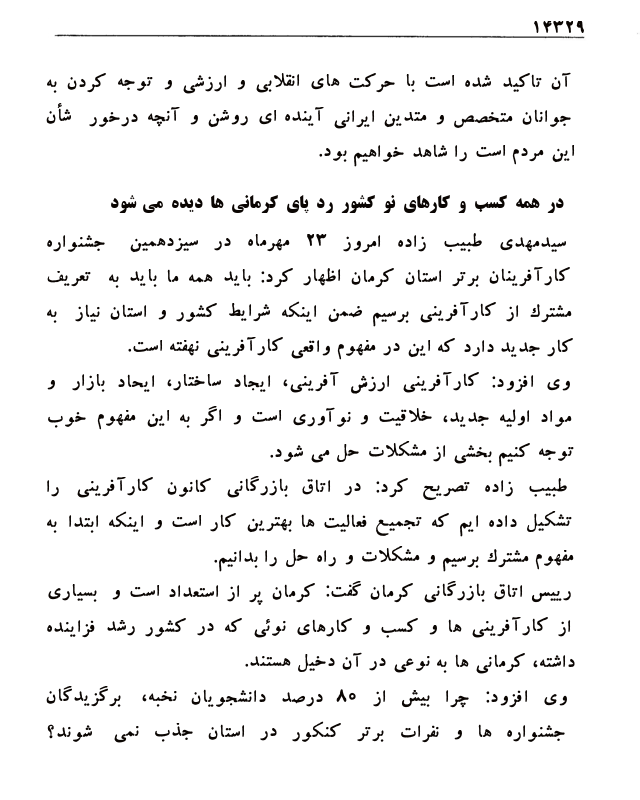 ۱۴۳۲۹
آن تاکید شده است با حرکت های انقلابی و ارزشی و توجه کردن به
جوانان متخصص و متدین ایرانی آینده ای روشن و آنچه درخور شأن
این مردم است را شاهد خواهیم بود.
در همه کسب و کارهای نو کشور رد پای کرمانی ها دیده می شود
سیدمهدی طبیب زاده امروز ۲۳ مهرماه در سیزدهمین جشنواره
کارآفرینان برتر استان کرمان اظهار کرد: باید همه ما باید به تعریف
مشترك از کارآفرینی برسیم ضمن اینکه شرایط کشور و استان نیاز به
کار جدید دارد که این در مفهوم واقعی کارآفرینی نهفته است.
وی افزود: کارآفرینی ارزش آفرینی، ایجاد ساختار، ایحاد بازار و
مواد اولیه جدید، خلاقیت و نوآوری است و اگر به این مفهوم خوب
توجه کنیم بخشی از مشکلات حل می شود.
طبیب زاده تصریح کرد: در اتاق بازرگانی کانون کارآفرینی را
تشکیل داده ایم که تجمیع فعالیت ها بهترین کار است و اینکه ابتدا به
مفهوم مشترك برسیم و مشکلات و راه حل را بدانیم.
رییس اتاق بازرگانی کرمان گفت: کرمان پر از استعداد است و بسیاری
از کارآفرینی ها و کسب و کارهای نوئی که در کشور رشد فزاینده
داشته، کرمانی ها به نوعی در آن دخیل هستند.
وی افزود: چرا بیش از ۸۰ درصد دانشجویان نخبه، برگزیدگان
جشنواره ها و نفرات برتر کنکور در استان جذب نمی شوند؟